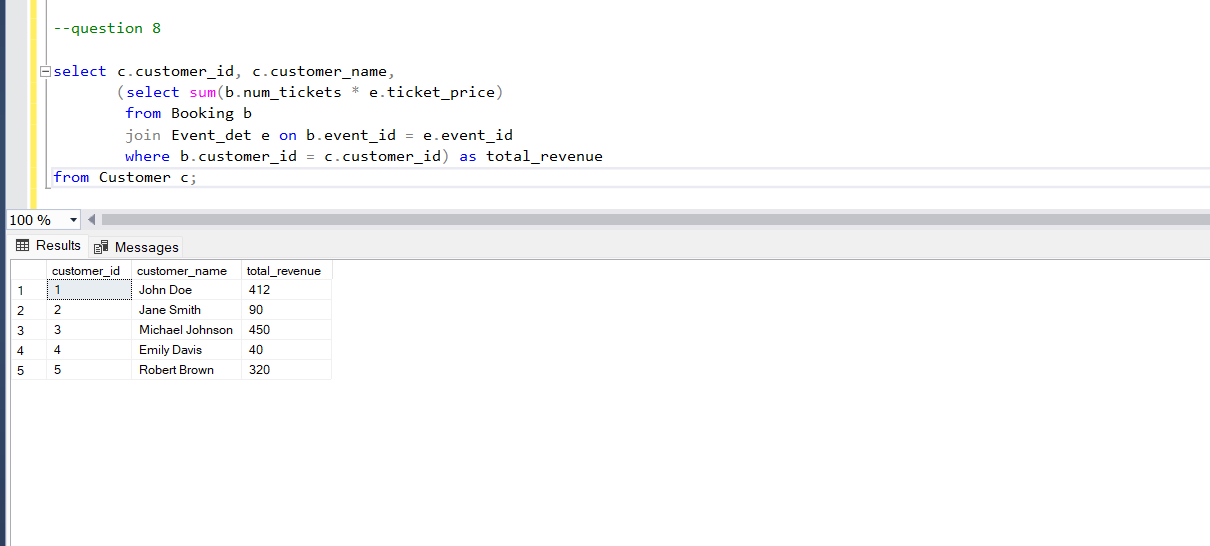 --question 8
select c.customer_id, c.customer_name,
(select sum(b.num_tickets * e.ticket_price)
from Booking b
join Event_det e on b.event_id = e.event_id
where b.customer_id = c.customer_id) as total_revenue
from Customer c;
100 %
Results Messages
customer_id customer_name total_revenue
1 1 John Doe 412
2 2 Jane Smith 90
3 3 Michael Johnson 450
4 4 Emily Davis 40
5 5 Robert Brown 320